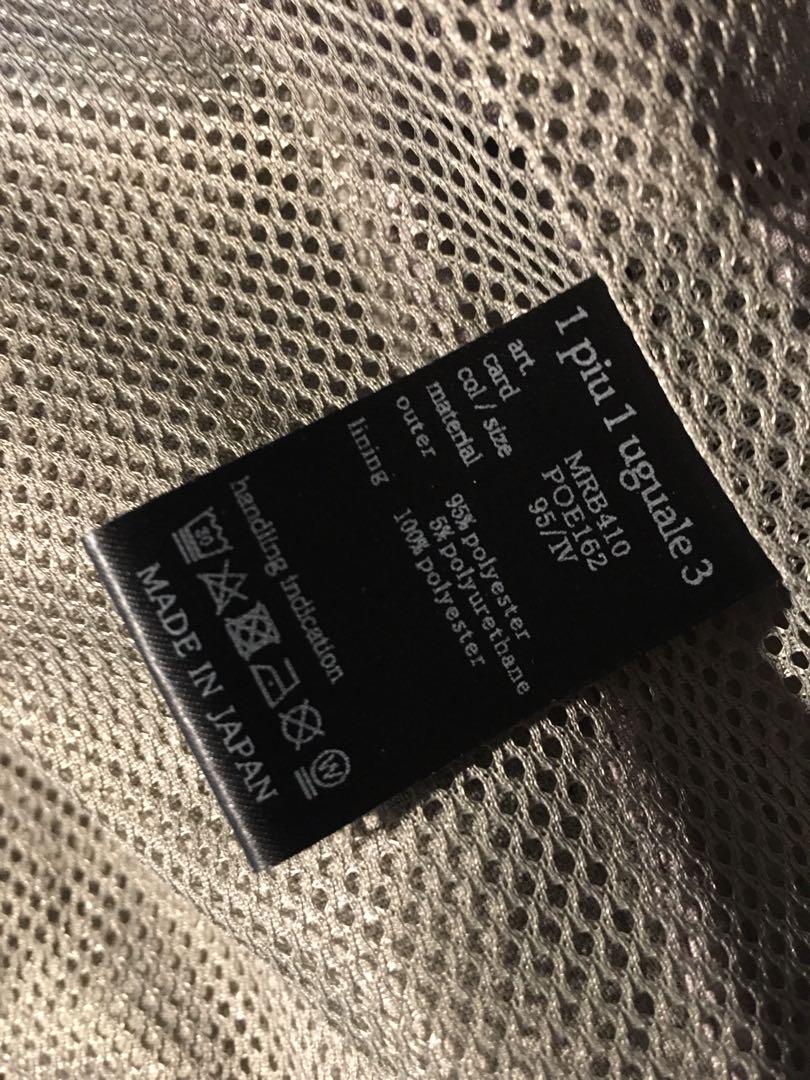 1 piu 1 uguale 3
art. MRB410
card POE162
col / size 95/IV
material
outer 95% polyester
5% polyurethane
lining 100% polyester
handling indication
30
W
MADE IN JAPAN